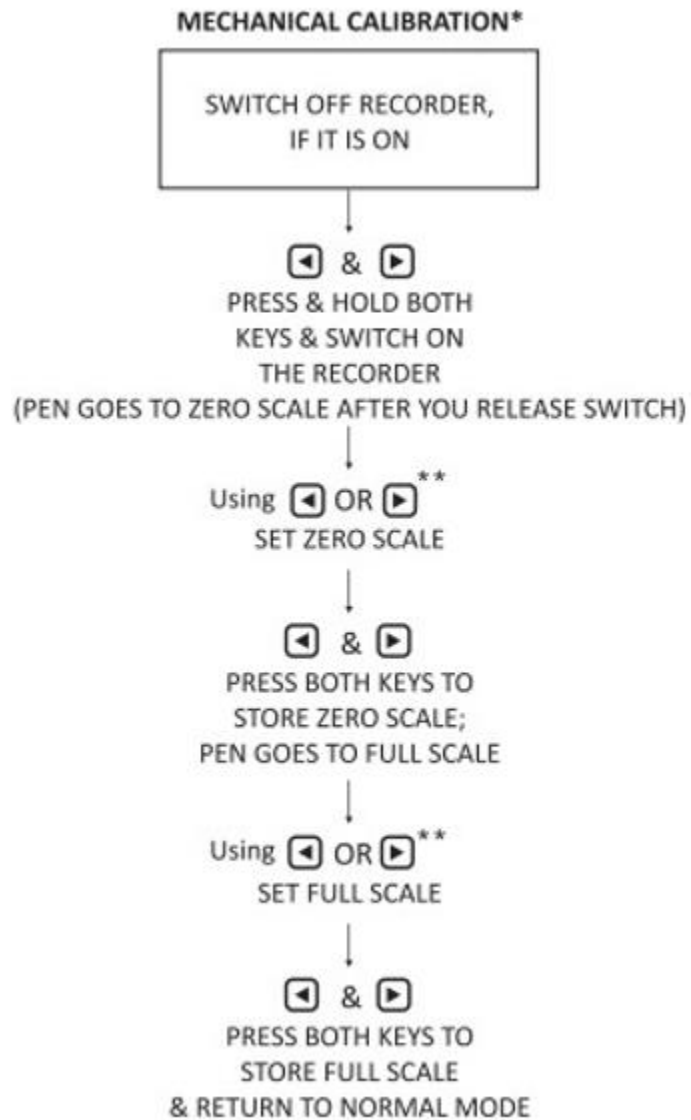 MECHANICAL CALIBRATION*
SWITCH OFF RECORDER,
IF IT IS ON
◀ & ▶
PRESS & HOLD BOTH
KEYS & SWITCH ON
THE RECORDER
(PEN GOES TO ZERO SCALE AFTER YOU RELEASE SWITCH)
Using ◀ OR ▶**
SET ZERO SCALE
◀ & ▶
PRESS BOTH KEYS TO
STORE ZERO SCALE;
PEN GOES TO FULL SCALE
Using ◀ OR ▶**
SET FULL SCALE
◀ & ▶
PRESS BOTH KEYS TO
STORE FULL SCALE
& RETURN TO NORMAL MODE